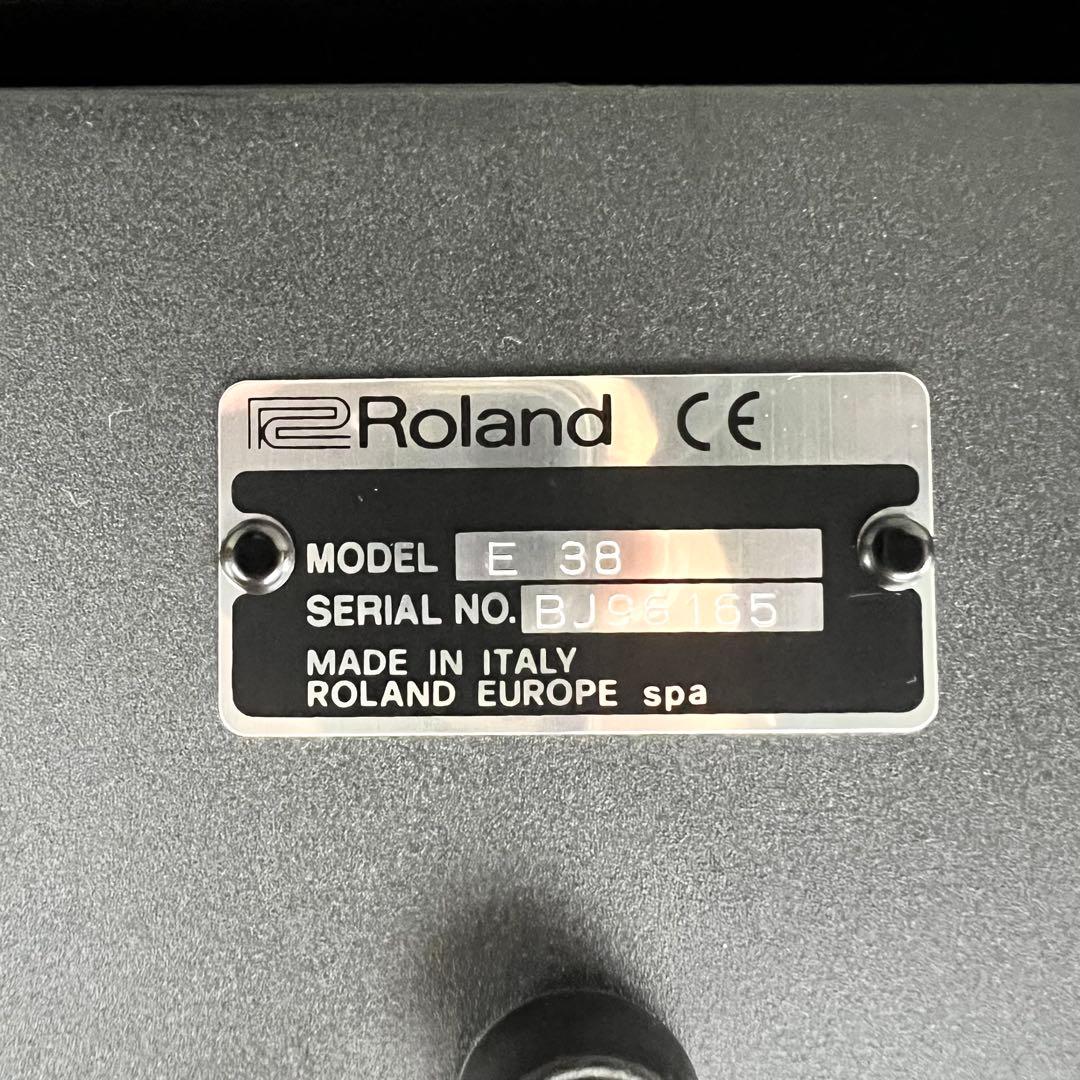 Roland CE
MODEL E 38
SERIAL NO. BJ96165
MADE IN ITALY
ROLAND EUROPE spa